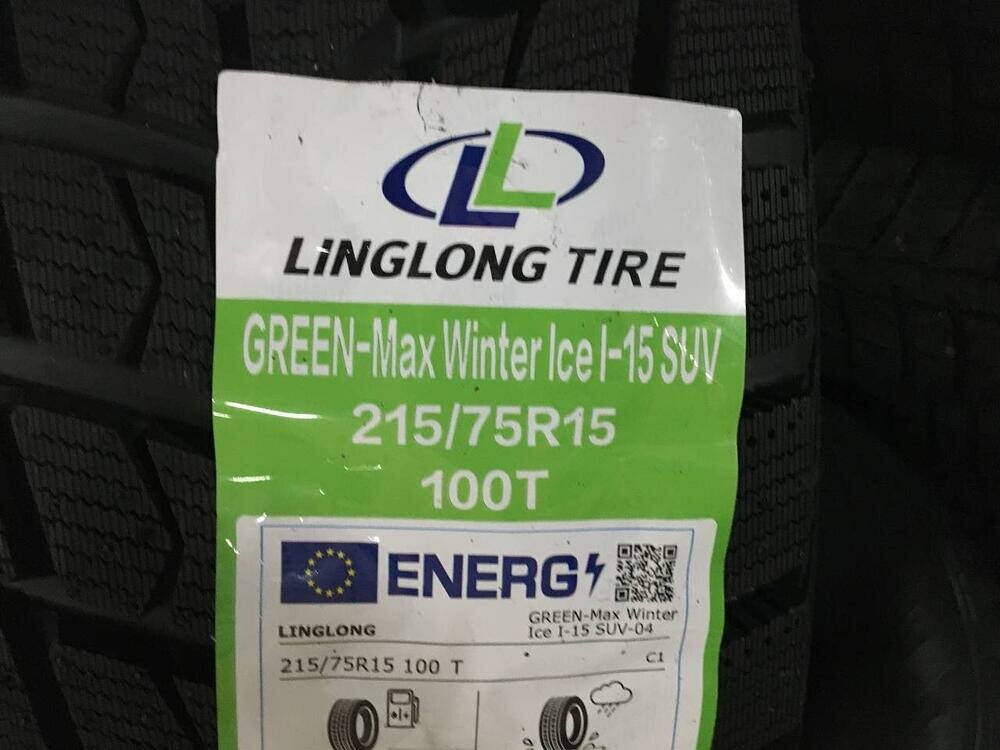 LL
LINGLONG TIRE
GREEN-Max Winter Ice I-15 SUV
215/75R15
100T
ENERG
LINGLONG
GREEN-Max Winter
Ice I-15 SUV-04
215/75R15 100 T
C1